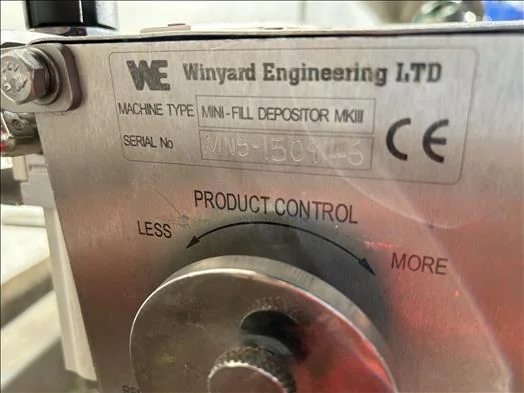 WE Winyard Engineering LTD
MACHINE TYPE MINI-FILL DEPOSITOR MKIII
SERIAL No
CE
PRODUCT CONTROL
LESS
MORE